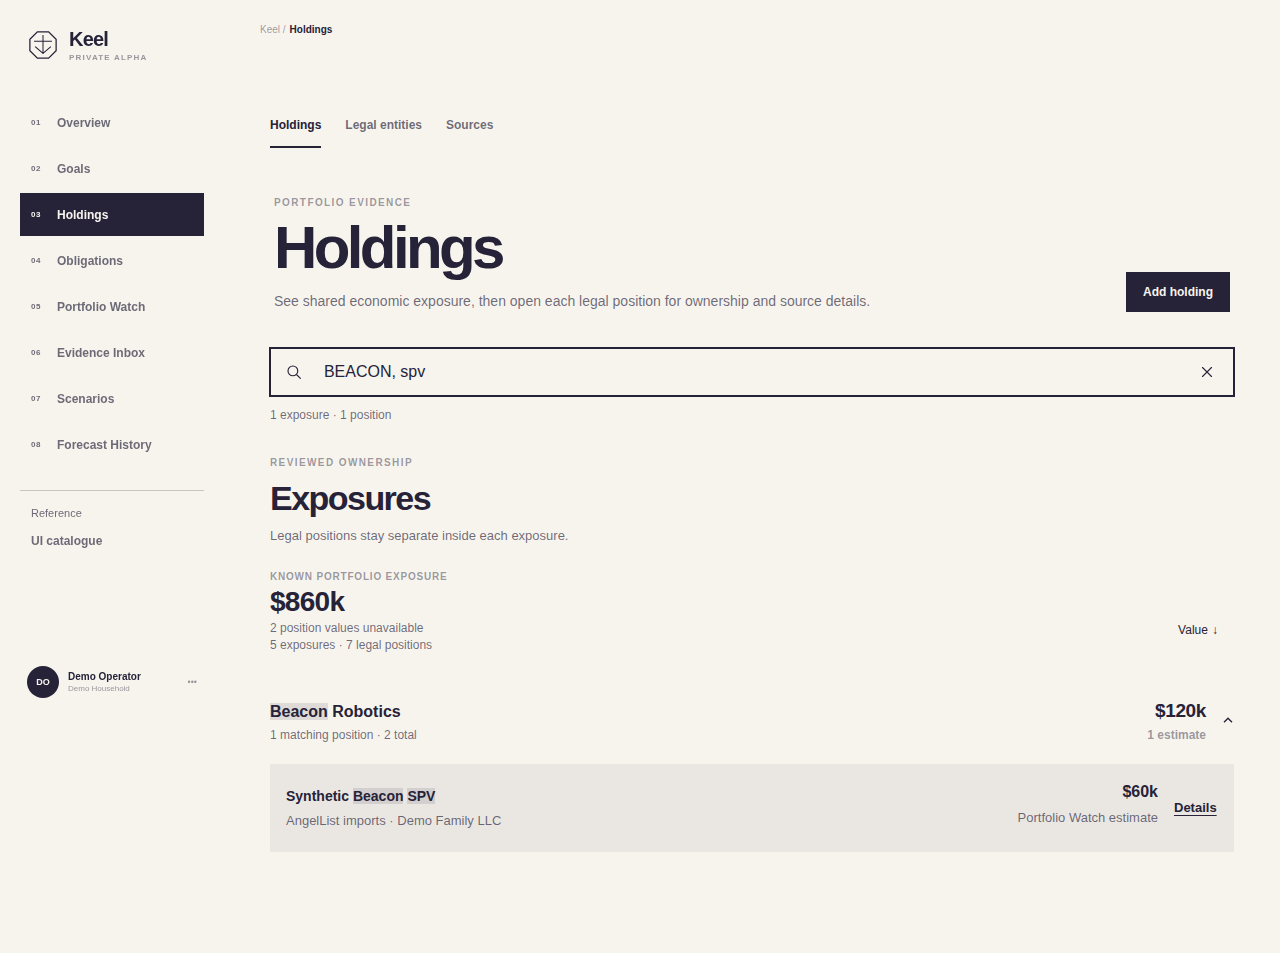 Keel
PRIVATE ALPHA
Keel / Holdings
01 Overview
02 Goals
03 Holdings
04 Obligations
05 Portfolio Watch
06 Evidence Inbox
07 Scenarios
08 Forecast History
Reference
UI catalogue
DO
Demo Operator
Demo Household
Holdings Legal entities Sources
PORTFOLIO EVIDENCE
Holdings
See shared economic exposure, then open each legal position for ownership and source details.
Add holding
BEACON, spv
1 exposure · 1 position
REVIEWED OWNERSHIP
Exposures
Legal positions stay separate inside each exposure.
KNOWN PORTFOLIO EXPOSURE
$860k
2 position values unavailable
5 exposures · 7 legal positions
Value ↓
Beacon Robotics
1 matching position · 2 total
$120k
1 estimate
Synthetic Beacon SPV
AngelList imports · Demo Family LLC
$60k
Portfolio Watch estimate
Details